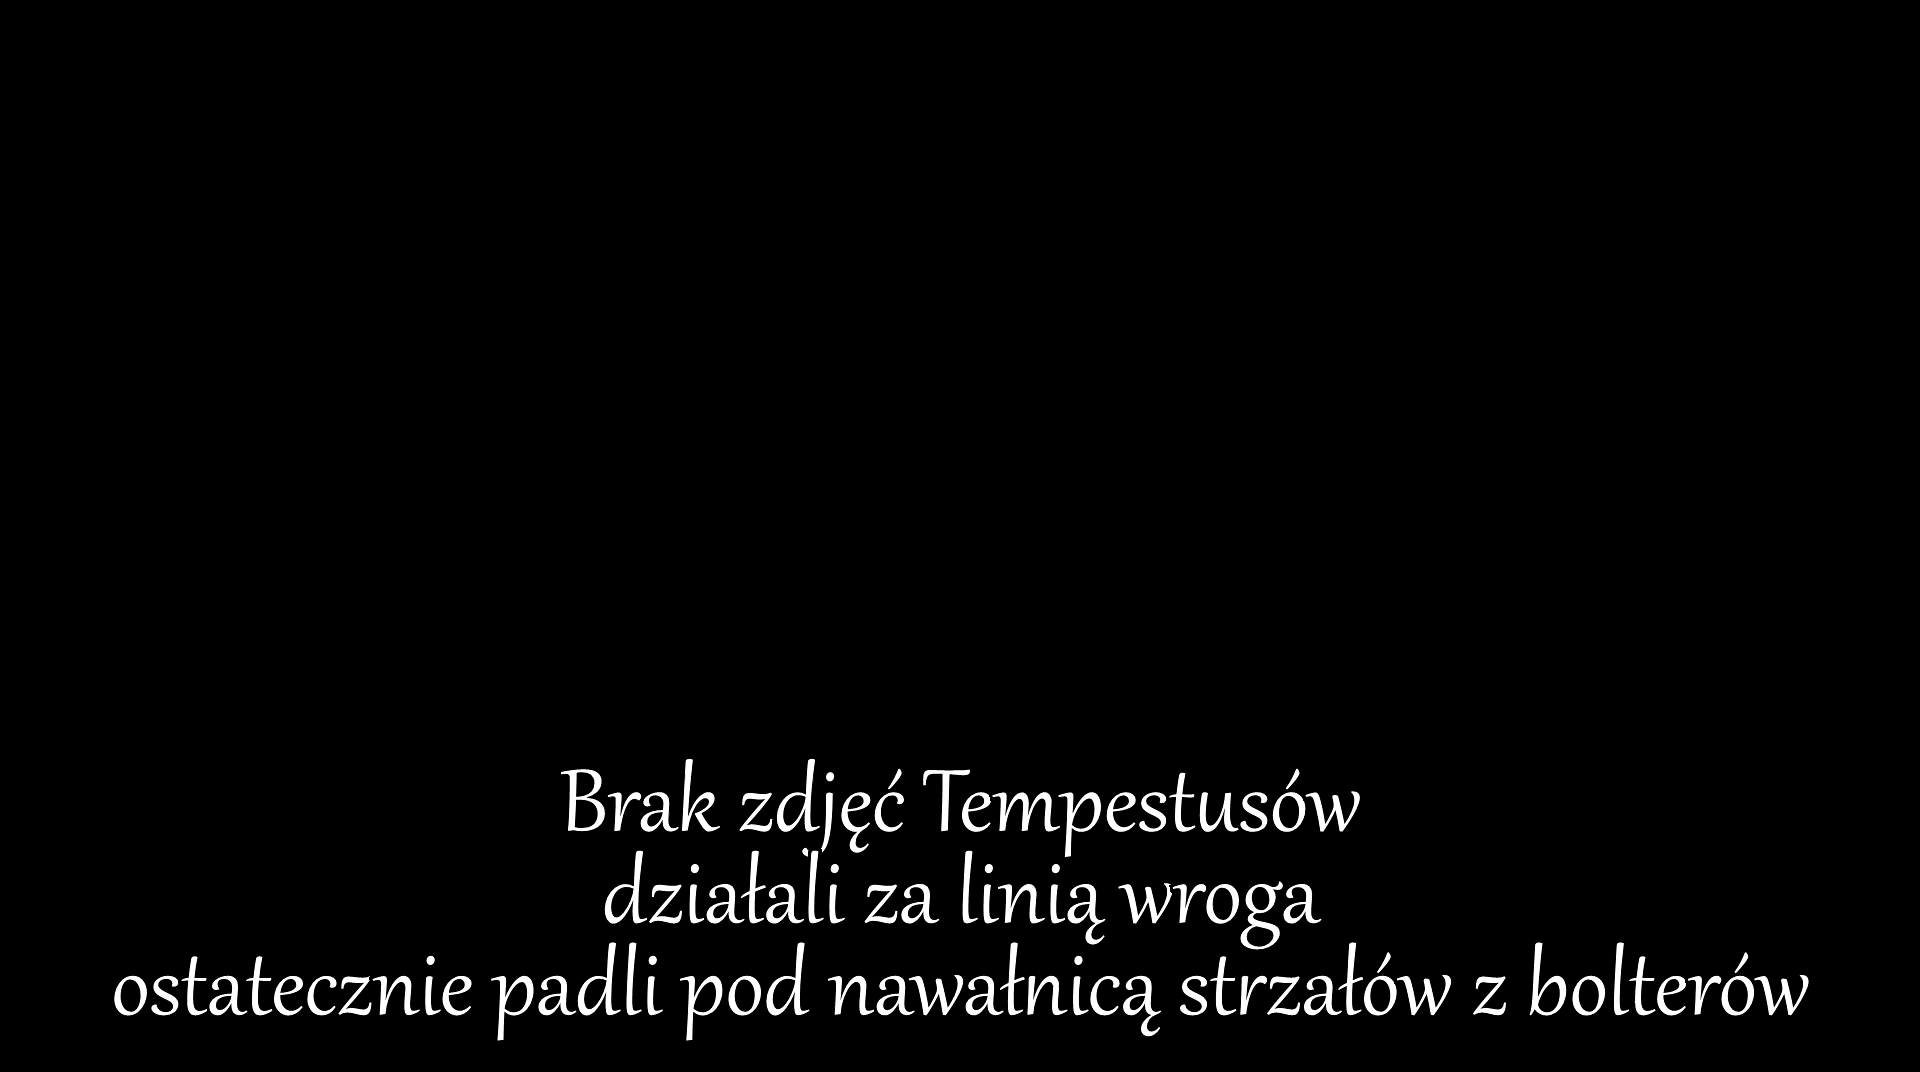 Brak zdjęć Tempestusów
działali za linią wroga
ostatecznie padli pod nawałnicą strzałów z bolterów